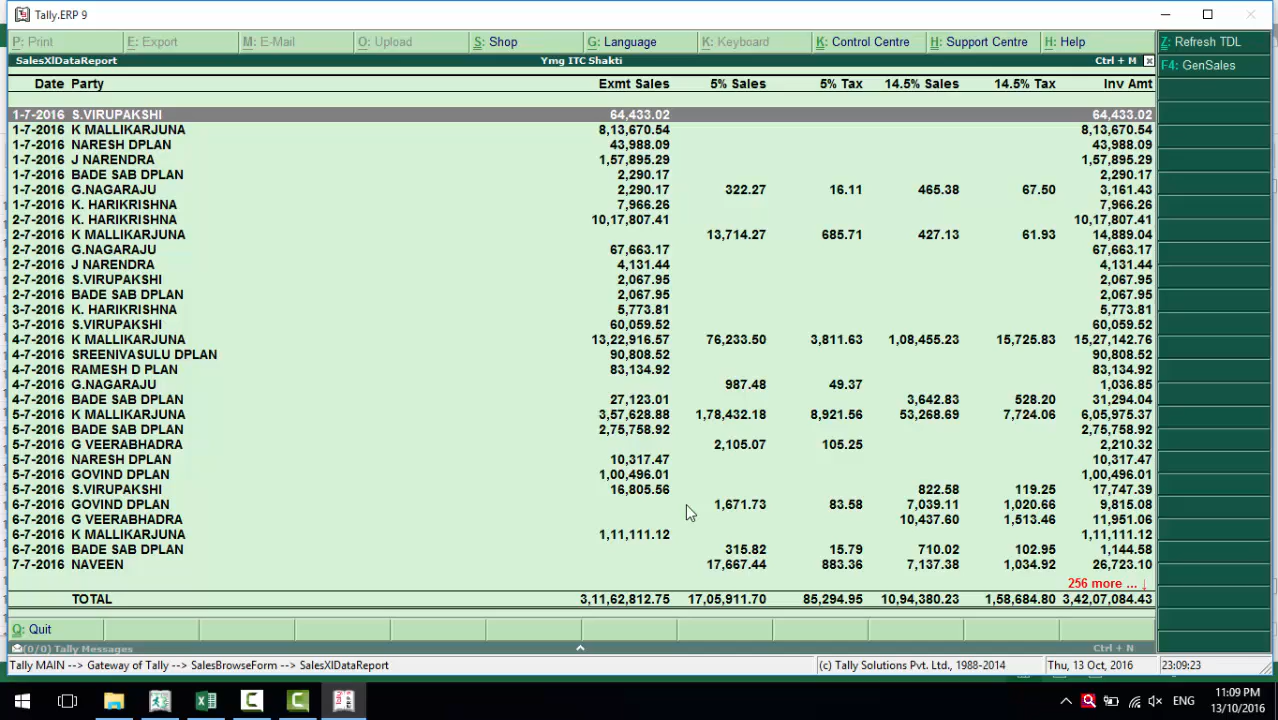 Tally.ERP 9
P: Print E: Export M: E-Mail O: Upload S: Shop G: Language K: Keyboard K: Control Centre H: Support Centre H: Help Z: Refresh TDL
SalesXlDataReport Ymg ITC Shakti Ctrl + M F4: GenSales
Date Party Exmt Sales 5% Sales 5% Tax 14.5% Sales 14.5% Tax Inv Amt
1-7-2016 S.VIRUPAKSHI 64,433.02 64,433.02
1-7-2016 K MALLIKARJUNA 8,13,670.54 8,13,670.54
1-7-2016 NARESH DPLAN 43,988.09 43,988.09
1-7-2016 J NARENDRA 1,57,895.29 1,57,895.29
1-7-2016 BADE SAB DPLAN 2,290.17 2,290.17
1-7-2016 G.NAGARAJU 2,290.17 322.27 16.11 465.38 67.50 3,161.43
1-7-2016 K. HARIKRISHNA 7,966.26 7,966.26
2-7-2016 K. HARIKRISHNA 10,17,807.41 10,17,807.41
2-7-2016 K MALLIKARJUNA 13,714.27 685.71 427.13 61.93 14,889.04
2-7-2016 G.NAGARAJU 67,663.17 67,663.17
2-7-2016 J NARENDRA 4,131.44 4,131.44
2-7-2016 S.VIRUPAKSHI 2,067.95 2,067.95
2-7-2016 BADE SAB DPLAN 2,067.95 2,067.95
3-7-2016 K. HARIKRISHNA 5,773.81 5,773.81
3-7-2016 S.VIRUPAKSHI 60,059.52 60,059.52
4-7-2016 K MALLIKARJUNA 13,22,916.57 76,233.50 3,811.63 1,08,455.23 15,725.83 15,27,142.76
4-7-2016 SREENIVASULU DPLAN 90,808.52 90,808.52
4-7-2016 RAMESH D PLAN 83,134.92 83,134.92
4-7-2016 G.NAGARAJU 987.48 49.37 1,036.85
4-7-2016 BADE SAB DPLAN 27,123.01 3,642.83 528.20 31,294.04
5-7-2016 K MALLIKARJUNA 3,57,628.88 1,78,432.18 8,921.56 53,268.69 7,724.06 6,05,975.37
5-7-2016 BADE SAB DPLAN 2,75,758.92 2,75,758.92
5-7-2016 G VEERABHADRA 2,105.07 105.25 2,210.32
5-7-2016 NARESH DPLAN 10,317.47 10,317.47
5-7-2016 GOVIND DPLAN 1,00,496.01 1,00,496.01
5-7-2016 S.VIRUPAKSHI 16,805.56 822.58 119.25 17,747.39
6-7-2016 GOVIND DPLAN 1,671.73 83.58 7,039.11 1,020.66 9,815.08
6-7-2016 G VEERABHADRA 10,437.60 1,513.46 11,951.06
6-7-2016 K MALLIKARJUNA 1,11,111.12 1,11,111.12
6-7-2016 BADE SAB DPLAN 315.82 15.79 710.02 102.95 1,144.58
7-7-2016 NAVEEN 17,667.44 883.36 7,137.38 1,034.92 26,723.10
256 more ... ↓
TOTAL 3,11,62,812.75 17,05,911.70 85,294.95 10,94,380.23 1,58,684.80 3,42,07,084.43
Q: Quit
(0/0) Tally Messages Ctrl + N
Tally MAIN --> Gateway of Tally --> SalesBrowseForm --> SalesXlDataReport (c) Tally Solutions Pvt. Ltd., 1988-2014 Thu, 13 Oct, 2016 23:09:23
ENG 11:09 PM
13/10/2016